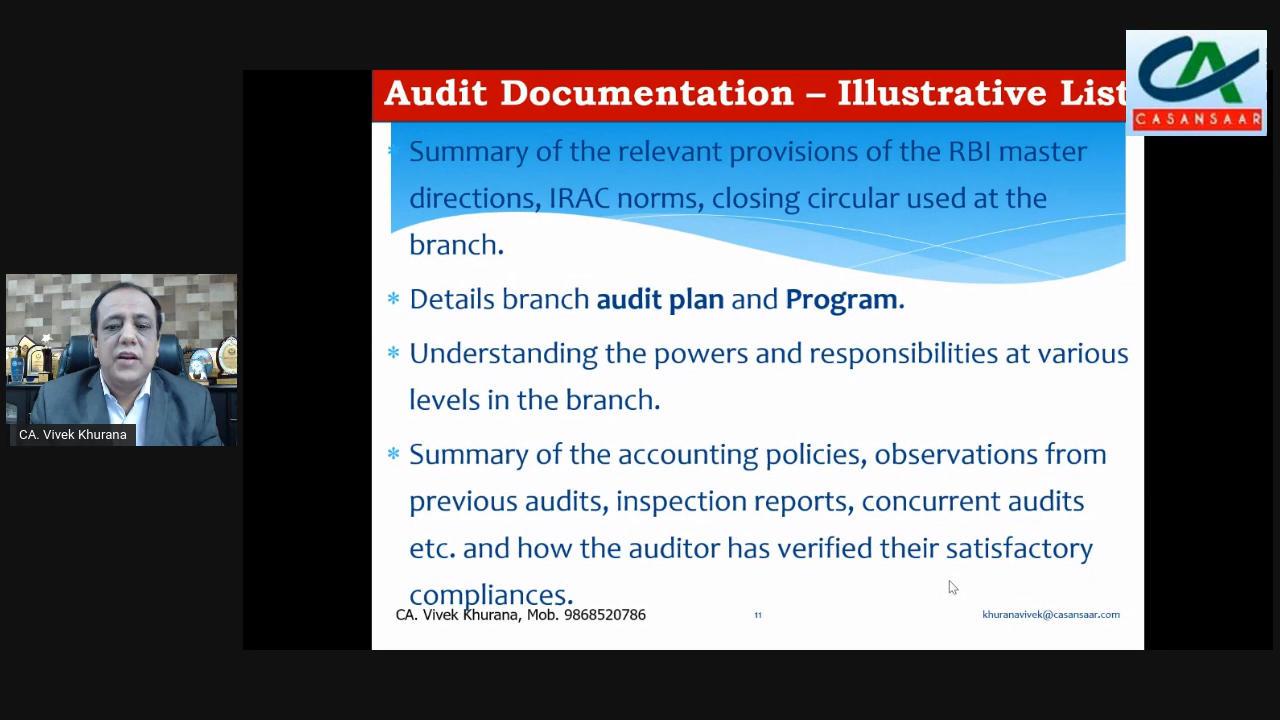 Audit Documentation – Illustrative List
CASANSAAR
* Summary of the relevant provisions of the RBI master
directions, IRAC norms, closing circular used at the
branch.
* Details branch audit plan and Program.
* Understanding the powers and responsibilities at various
levels in the branch.
* Summary of the accounting policies, observations from
previous audits, inspection reports, concurrent audits
etc. and how the auditor has verified their satisfactory
compliances.
CA. Vivek Khurana, Mob. 9868520786
11
khuranavivek@casansaar.com
CA. Vivek Khurana